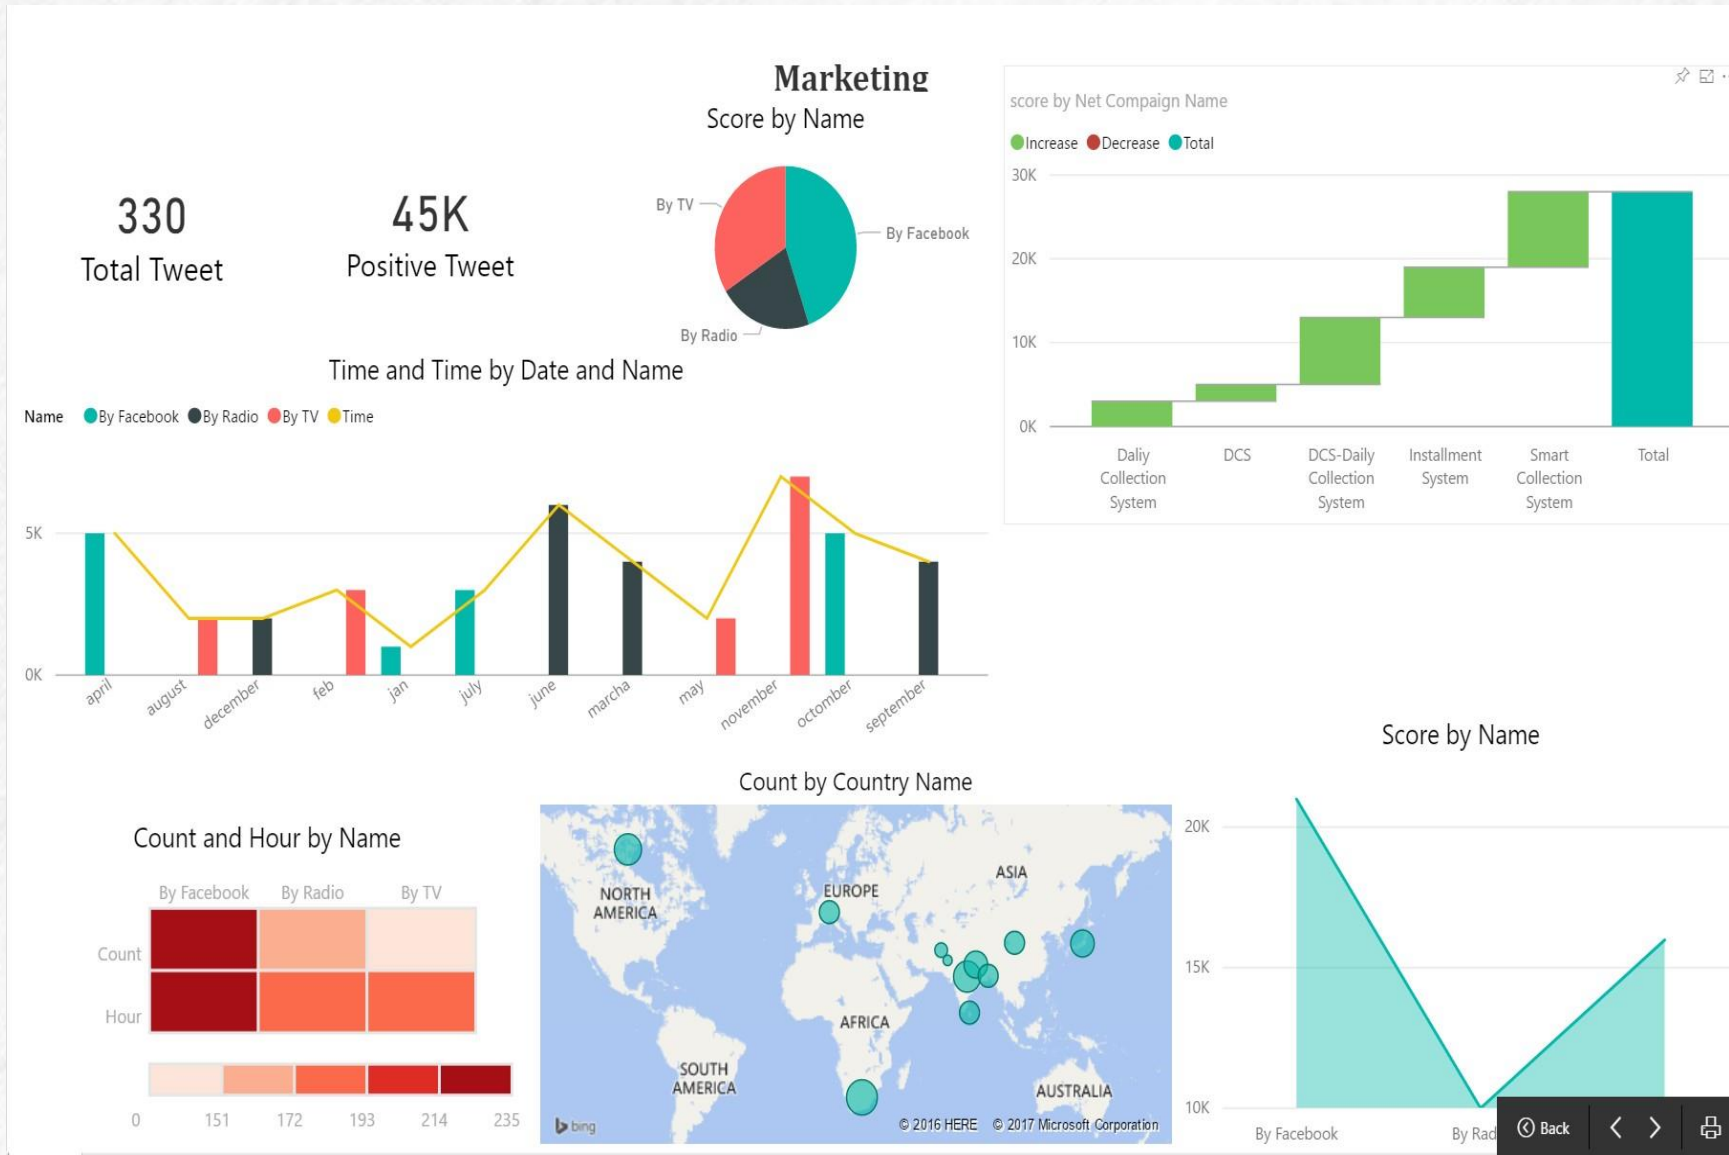 Marketing
Score by Name
330
Total Tweet
45K
Positive Tweet
By TV
By Facebook
By Radio
score by Net Compaign Name
Increase Decrease Total
30K
20K
10K
0K
Daliy Collection System
DCS
DCS-Daily Collection System
Installment System
Smart Collection System
Total
Time and Time by Date and Name
Name By Facebook By Radio By TV Time
5K
0K
april august december feb jan july june marcha may november octomber september
Count and Hour by Name
By Facebook By Radio By TV
Count
Hour
0 151 172 193 214 235
Count by Country Name
NORTH AMERICA
EUROPE
ASIA
AFRICA
SOUTH AMERICA
AUSTRALIA
bing
© 2016 HERE © 2017 Microsoft Corporation
Score by Name
20K
15K
10K
By Facebook By Rad
Back